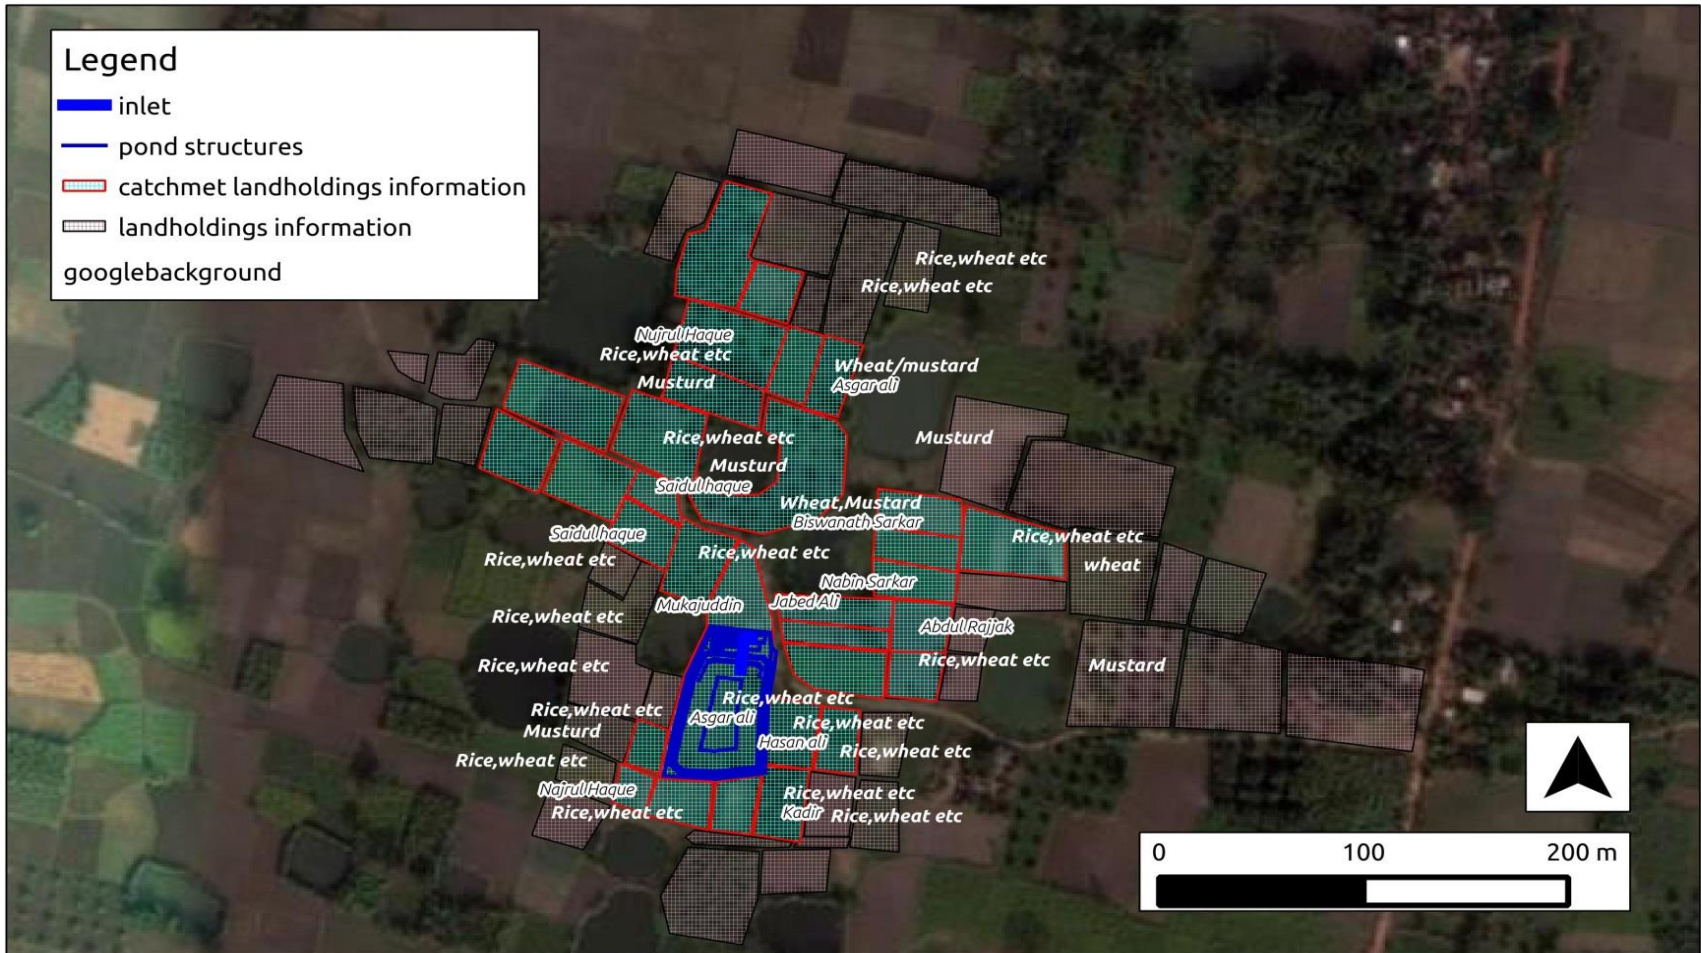 Legend
inlet
pond structures
catchmet landholdings information
landholdings information
googlebackground
Rice,wheat etc
Rice,wheat etc
Nujrul Haque
Rice,wheat etc
Wheat/mustard
Musturd
Asgar ali
Rice,wheat etc
Musturd
Musturd
Saidul haque
Wheat,Mustard
Biswanath Sarkar
Saidul haque
Rice,wheat etc
Rice,wheat etc
Rice,wheat etc
wheat
Nabin Sarkar
Mukajuddin
Jabed Ali
Rice,wheat etc
Abdul Rajjak
Rice,wheat etc
Rice,wheat etc
Mustard
Rice,wheat etc
Rice,wheat etc
Asgar ali
Rice,wheat etc
Musturd
Hasan ali
Rice,wheat etc
Rice,wheat etc
Najrul Haque
Rice,wheat etc
Rice,wheat etc
Kadir
Rice,wheat etc
0 100 200 m